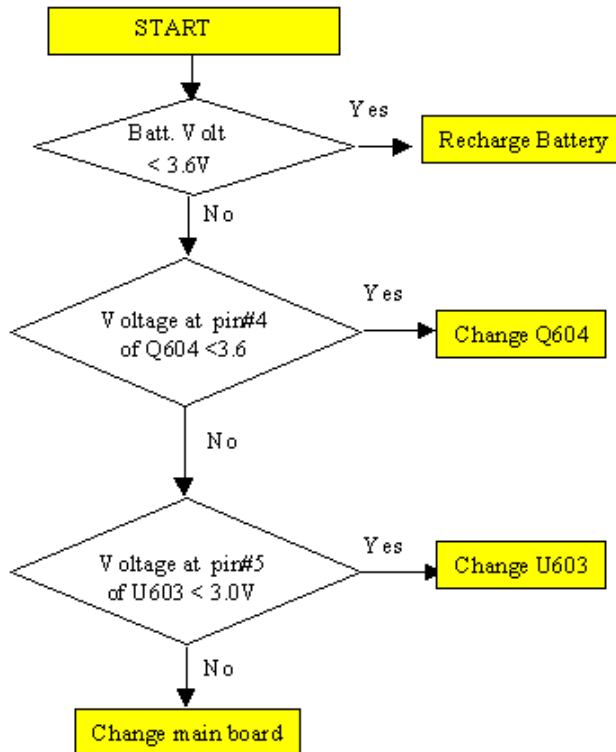 START
Batt. Volt
< 3.6V
Yes
Recharge Battery
No
Voltage at pin#4
of Q604 <3.6
Yes
Change Q604
No
Voltage at pin#5
of U603 < 3.0V
Yes
Change U603
No
Change main board